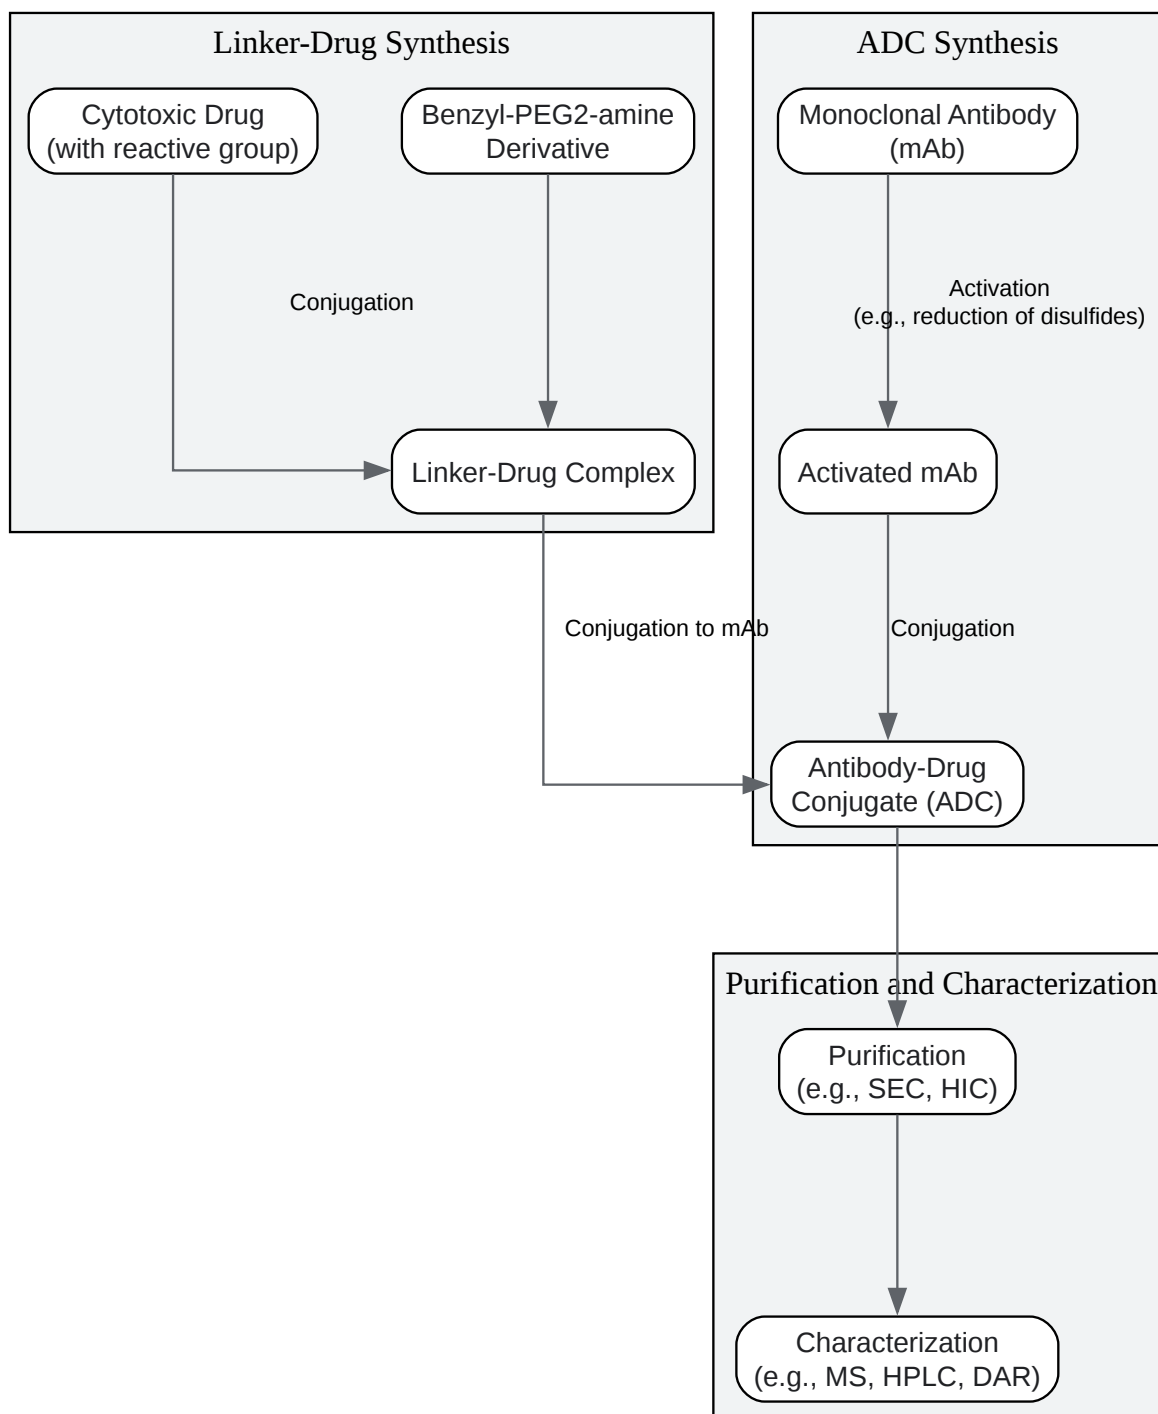 Linker-Drug Synthesis
Cytotoxic Drug
(with reactive group)
Benzyl-PEG2-amine
Derivative
Conjugation
Linker-Drug Complex
Conjugation to mAb
ADC Synthesis
Monoclonal Antibody
(mAb)
Activation
(e.g., reduction of disulfides)
Activated mAb
Conjugation
Antibody-Drug
Conjugate (ADC)
Purification and Characterization
Purification
(e.g., SEC, HIC)
Characterization
(e.g., MS, HPLC, DAR)